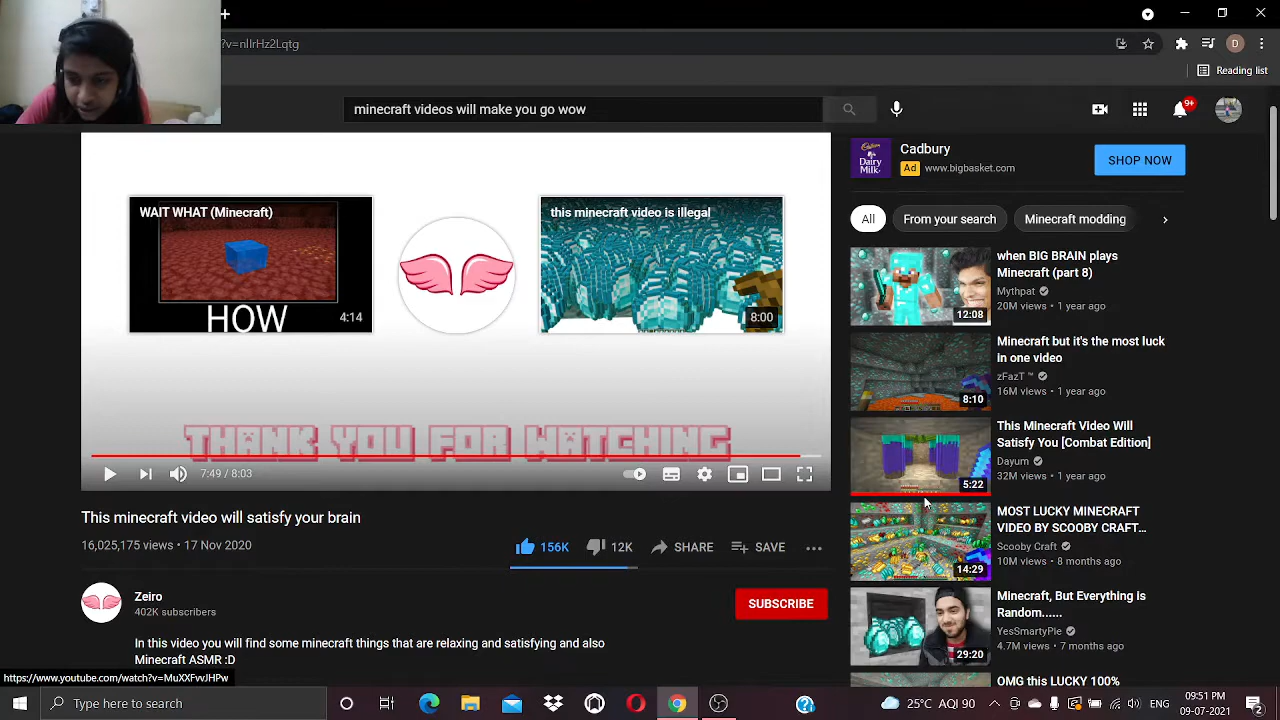 ?v=nlIrHz2Lqtg
D
Reading list
minecraft videos will make you go wow
9+
WAIT WHAT (Minecraft)
HOW
4:14
this minecraft video is illegal
8:00
THANK YOU FOR WATCHING
7:49 / 8:03
This minecraft video will satisfy your brain
16,025,175 views • 17 Nov 2020
156K
12K
SHARE
SAVE
Zeiro
402K subscribers
SUBSCRIBE
In this video you will find some minecraft things that are relaxing and satisfying and also
Minecraft ASMR :D
Cadbury
Dairy
Milk
Ad www.bigbasket.com
SHOP NOW
All
From your search
Minecraft modding
when BIG BRAIN plays
Minecraft (part 8)
Mythpat
20M views • 1 year ago
12:08
Minecraft but it's the most luck
in one video
zFazT ™
16M views • 1 year ago
8:10
This Minecraft Video Will
Satisfy You [Combat Edition]
Dayum
32M views • 1 year ago
5:22
MOST LUCKY MINECRAFT
VIDEO BY SCOOBY CRAFT...
Scooby Craft
10M views • 8 months ago
14:29
Minecraft, But Everything is
Random......
YesSmartyPie
4.7M views • 7 months ago
29:20
OMG this LUCKY 100%
https://www.youtube.com/watch?v=MuXXFvvJHPw
Type here to search
25°C AQI 90
ENG
09:51 PM
09-07-2021
2